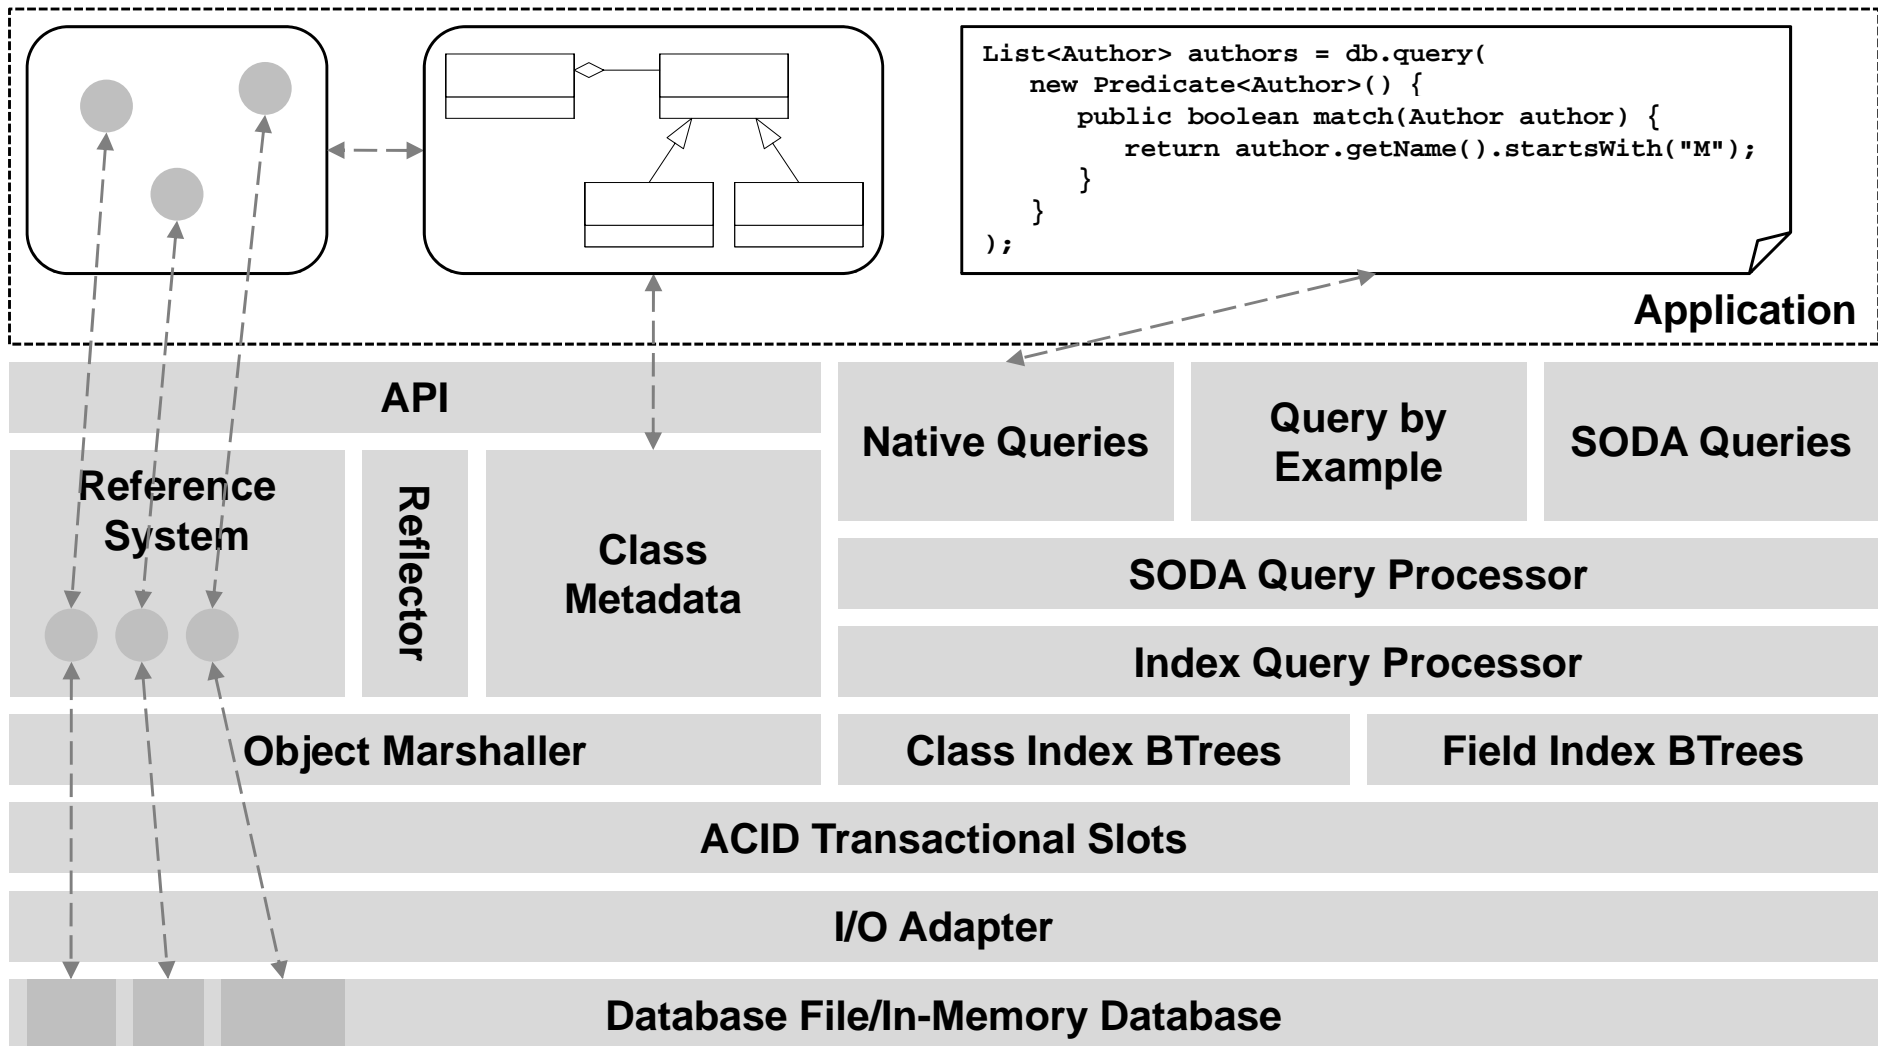 List<Author> authors = db.query(
new Predicate<Author>() {
public boolean match(Author author) {
return author.getName().startsWith("M");
}
}
);
Application
API
Native Queries
Query by
Example
SODA Queries
Reference
System
Reflector
Class
Metadata
SODA Query Processor
Index Query Processor
Object Marshaller
Class Index BTrees
Field Index BTrees
ACID Transactional Slots
I/O Adapter
Database File/In-Memory Database